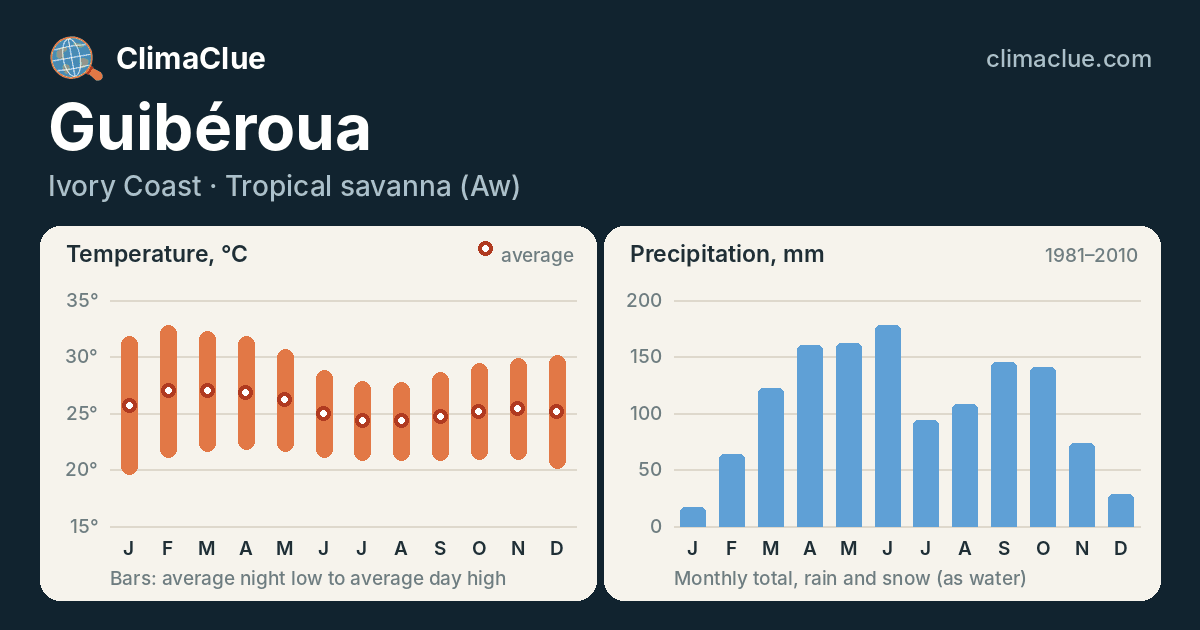 ClimaClue
climaclue.com
Guibéroua
Ivory Coast · Tropical savanna (Aw)
Temperature, °C
average
35°
30°
25°
20°
15°
J F M A M J J A S O N D
Bars: average night low to average day high
Precipitation, mm
1981–2010
200
150
100
50
0
J F M A M J J A S O N D
Monthly total, rain and snow (as water)